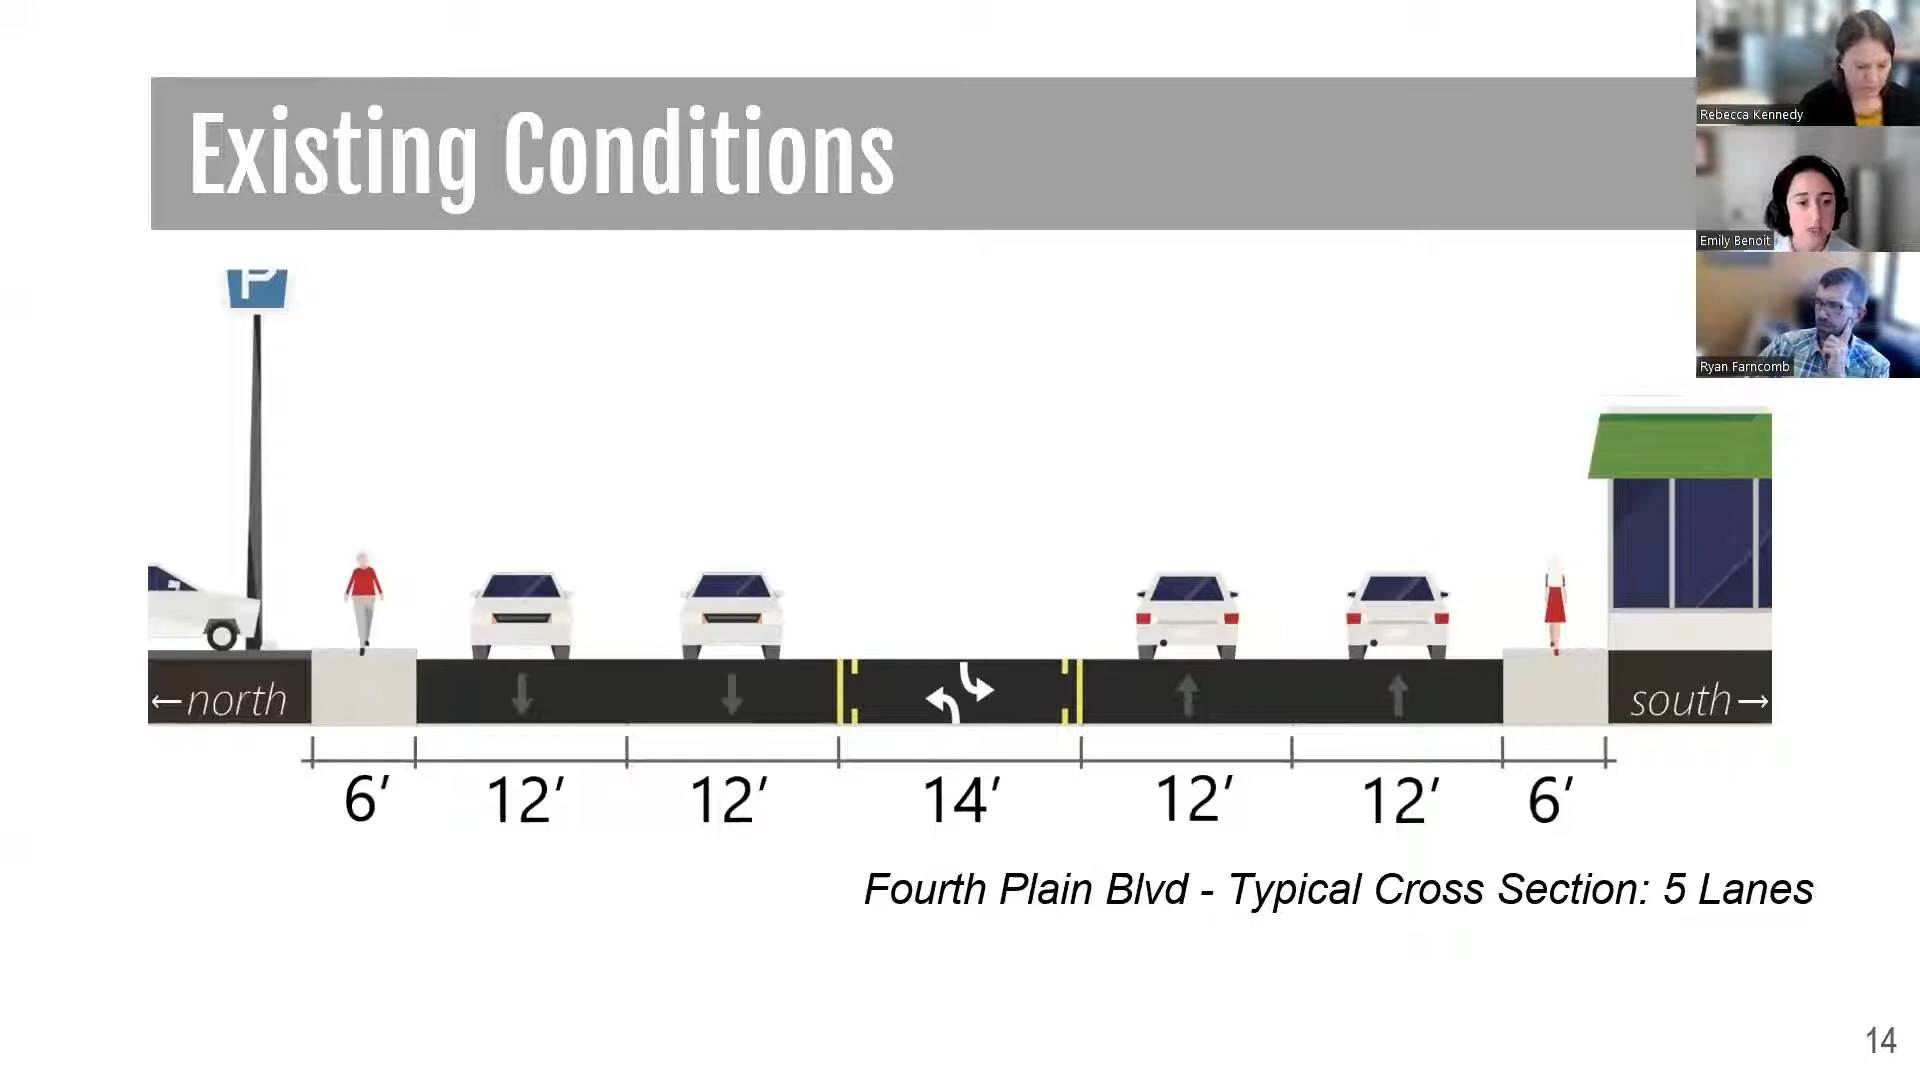 Existing Conditions
Rebecca Kennedy
Emily Benoit
Ryan Farncomb
P
←north
south→
6′ 12′ 12′ 14′ 12′ 12′ 6′
Fourth Plain Blvd - Typical Cross Section: 5 Lanes
14